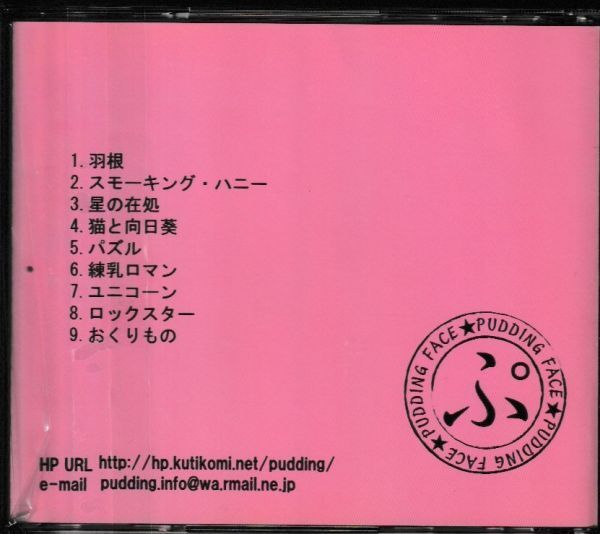 1. 羽根
2. スモーキング・ハニー
3. 星の在処
4. 猫と向日葵
5. パズル
6. 練乳ロマン
7. ユニコーン
8. ロックスター
9. おくりもの
PUDDING FACE★PUDDING FACE★PUDDING FACE★PUDDING FACE★
ぷ
HP URL http://hp.kutikomi.net/pudding/
e-mail pudding.info@wa.rmail.ne.jp